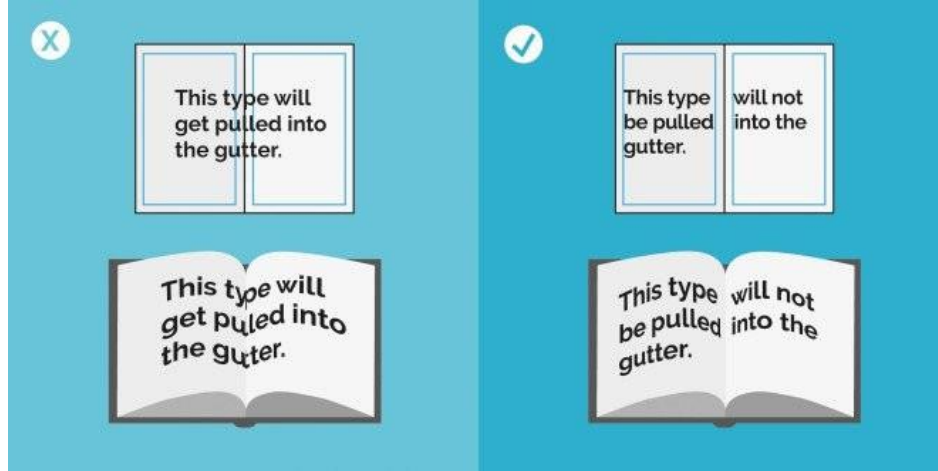 X
This type will
get pulled into
the gutter.
This type will
get pulled into
the gutter.
This type will not
be pulled into the
gutter.
This type will not
be pulled into the
gutter.